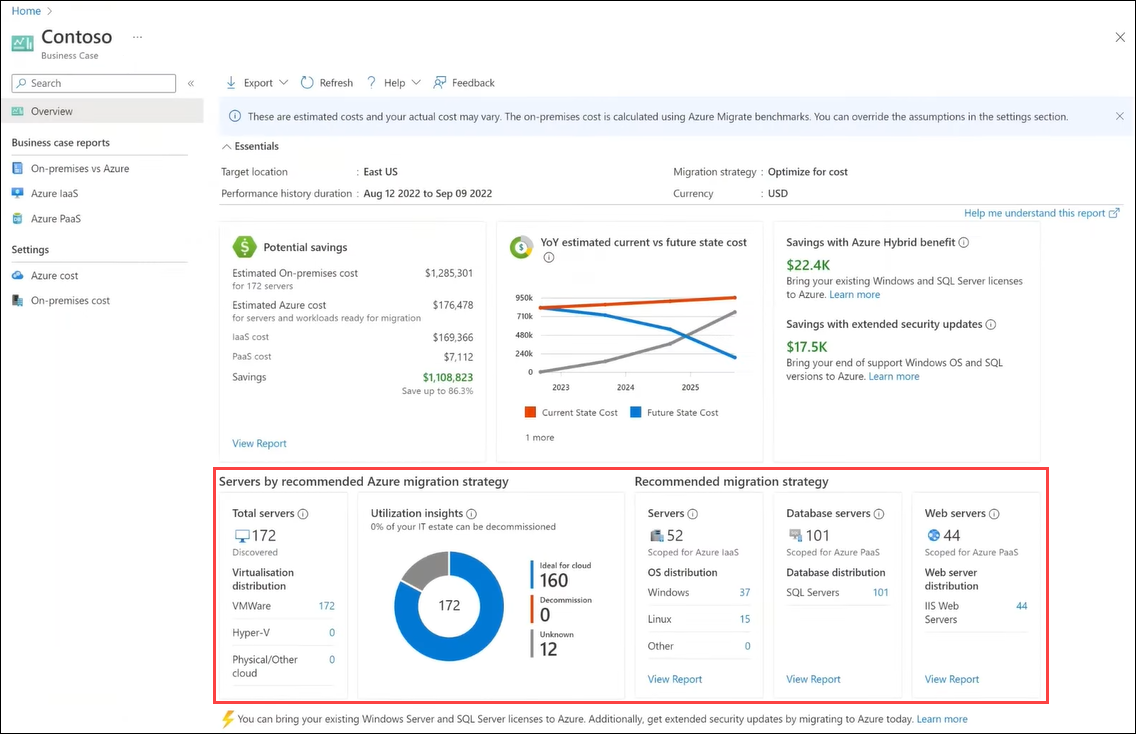 Home
Contoso ...
Business Case
Search
«
Overview
Business case reports
On-premises vs Azure
Azure IaaS
Azure PaaS
Settings
Azure cost
On-premises cost
Export
Refresh
? Help
Feedback
These are estimated costs and your actual cost may vary. The on-premises cost is calculated using Azure Migrate benchmarks. You can override the assumptions in the settings section.
Essentials
Target location : East US
Migration strategy : Optimize for cost
Performance history duration : Aug 12 2022 to Sep 09 2022
Currency : USD
Help me understand this report
Potential savings
Estimated On-premises cost $1,285,301
for 172 servers
Estimated Azure cost $176,478
for servers and workloads ready for migration
IaaS cost $169,366
PaaS cost $7,112
Savings $1,108,823
Save up to 86.3%
View Report
YoY estimated current vs future state cost
950k
710k
480k
240k
0
2023 2024 2025
Current State Cost Future State Cost
1 more
Savings with Azure Hybrid benefit
$22.4K
Bring your existing Windows and SQL Server licenses
to Azure. Learn more
Savings with extended security updates
$17.5K
Bring your end of support Windows OS and SQL
versions to Azure. Learn more
Servers by recommended Azure migration strategy
Total servers
172
Discovered
Virtualisation
distribution
VMWare 172
Hyper-V 0
Physical/Other 0
cloud
Utilization insights
0% of your IT estate can be decommissioned
172
Ideal for cloud
160
Decommission
0
Unknown
12
Recommended migration strategy
Servers
52
Scoped for Azure IaaS
OS distribution
Windows 37
Linux 15
Other 0
View Report
Database servers
101
Scoped for Azure PaaS
Database distribution
SQL Servers 101
View Report
Web servers
44
Scoped for Azure PaaS
Web server
distribution
IIS Web 44
Servers
View Report
You can bring your existing Windows Server and SQL Server licenses to Azure. Additionally, get extended security updates by migrating to Azure today. Learn more